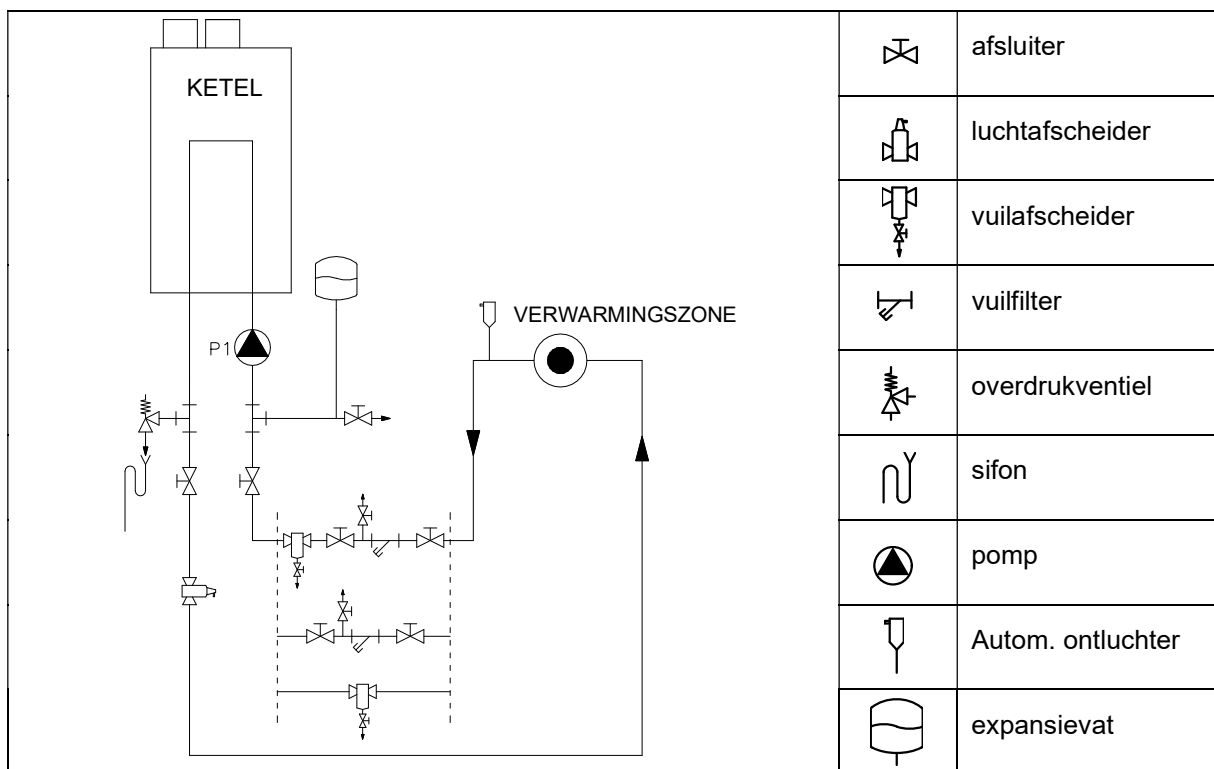 KETEL
VERWARMINGSZONE
P1
afsluiter
luchtafscheider
vuilafscheider
vuilfilter
overdrukventiel
sifon
pomp
Autom. ontluchter
expansievat